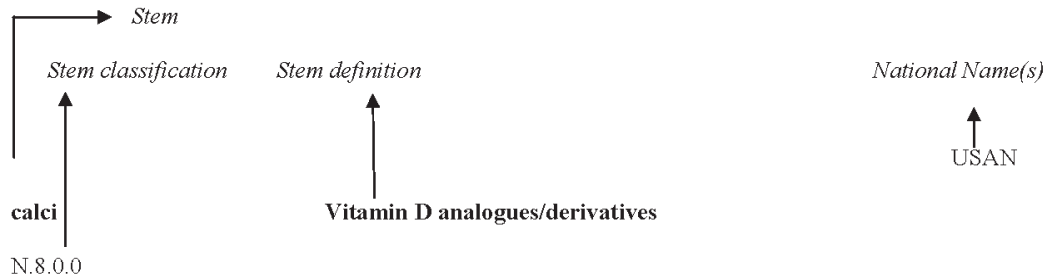 Stem
Stem classification Stem definition National Name(s)
USAN
calci Vitamin D analogues/derivatives
N.8.0.0